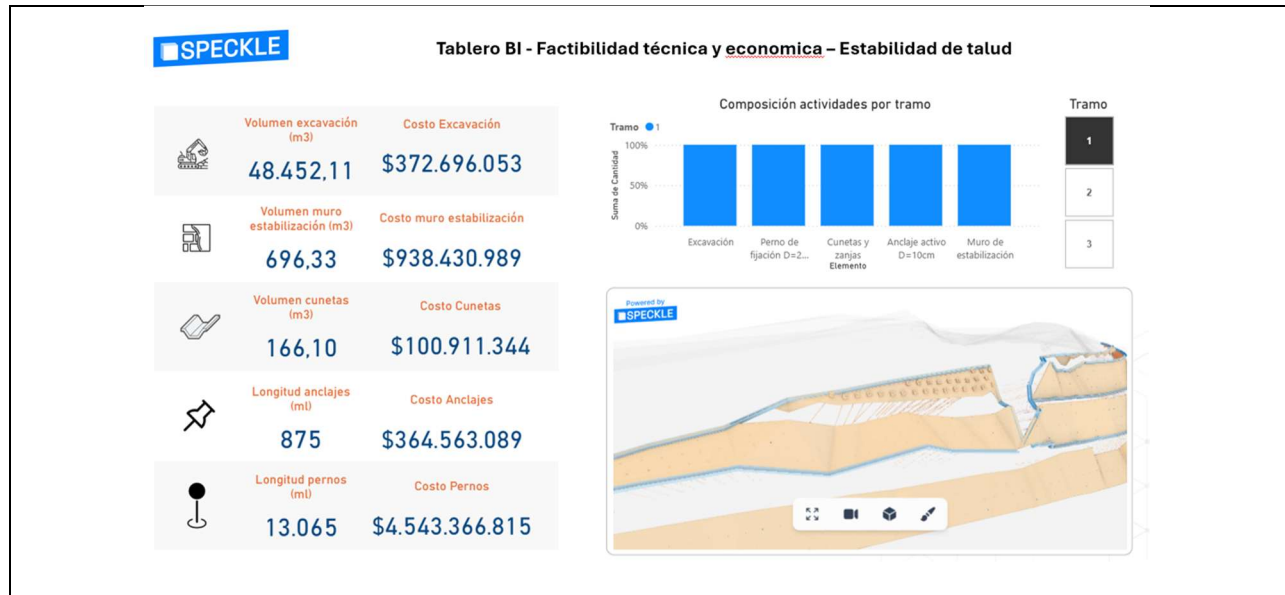 SPECKLE
Tablero BI - Factibilidad técnica y economica – Estabilidad de talud
Volumen excavación
(m3)
48.452,11
Costo Excavación
$372.696.053
Volumen muro
estabilización (m3)
696,33
Costo muro estabilización
$938.430.989
Volumen cunetas
(m3)
166,10
Costo Cunetas
$100.911.344
Longitud anclajes
(ml)
875
Costo Anclajes
$364.563.089
Longitud pernos
(ml)
13.065
Costo Pernos
$4.543.366.815
Composición actividades por tramo
Tramo 1
Suma de Cantidad
100%
50%
0%
Excavación
Perno de
fijación D=2...
Cunetas y
zanjas
Anclaje activo
D=10cm
Muro de
estabilización
Elemento
Tramo
1
2
3
Powered by
SPECKLE